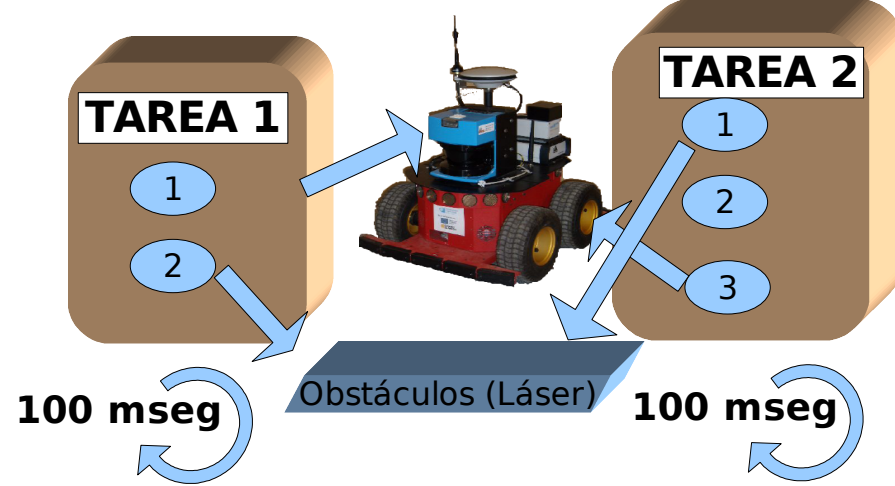 TAREA 1
1
2
100 mseg
Obstáculos (Láser)
TAREA 2
1
2
3
100 mseg